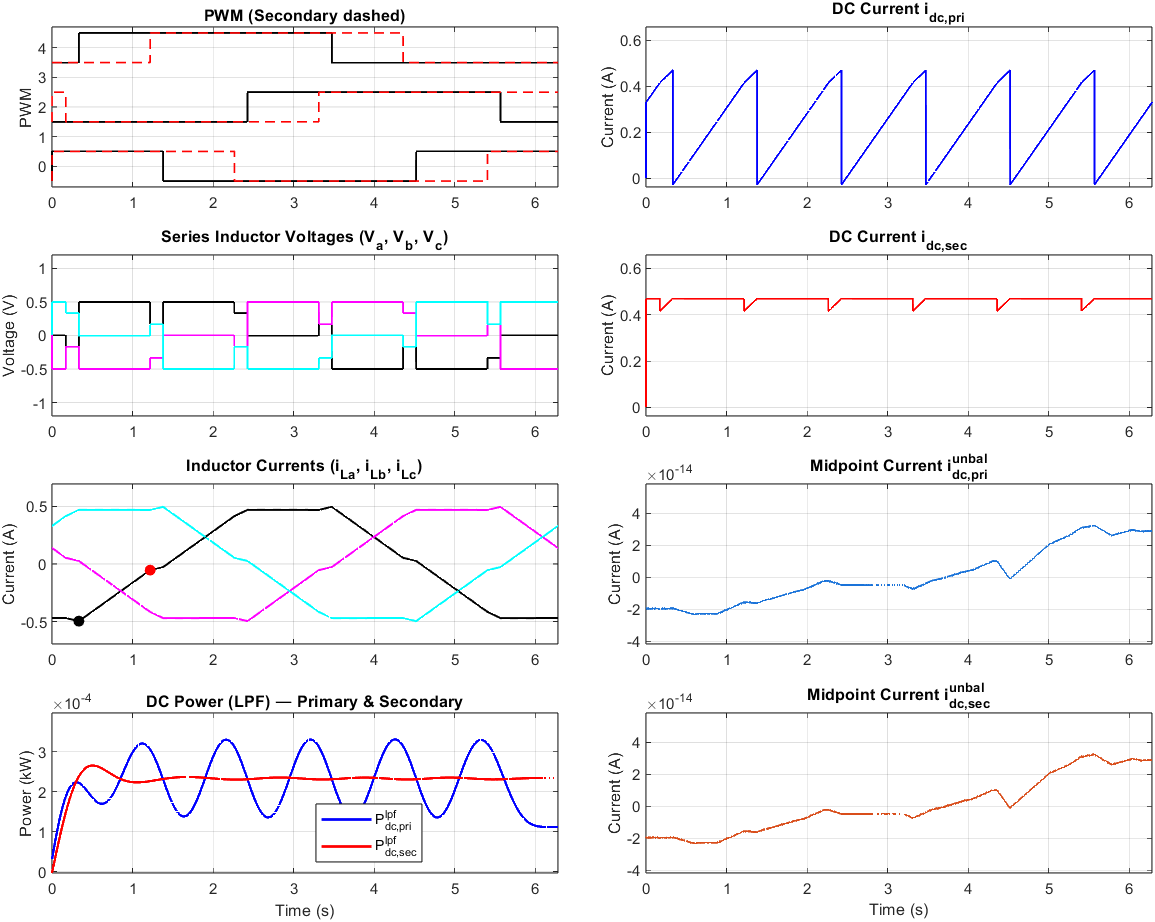 PWM (Secondary dashed)
PWM
4
3
2
1
0
0 1 2 3 4 5 6
DC Current i_dc,pri
Current (A)
0.6
0.4
0.2
0
0 1 2 3 4 5 6
Series Inductor Voltages (V_a, V_b, V_c)
Voltage (V)
1
0.5
0
-0.5
-1
0 1 2 3 4 5 6
DC Current i_dc,sec
Current (A)
0.6
0.4
0.2
0
0 1 2 3 4 5 6
Inductor Currents (i_La, i_Lb, i_Lc)
Current (A)
0.5
0
-0.5
0 1 2 3 4 5 6
Midpoint Current i_dc,pri^unbal
×10^-14
Current (A)
4
2
0
-2
-4
0 1 2 3 4 5 6
DC Power (LPF) — Primary & Secondary
×10^-4
Power (kW)
3
2
1
0
P_dc,pri^lpf
P_dc,sec^lpf
0 1 2 3 4 5 6
Time (s)
Midpoint Current i_dc,sec^unbal
×10^-14
Current (A)
4
2
0
-2
-4
0 1 2 3 4 5 6
Time (s)